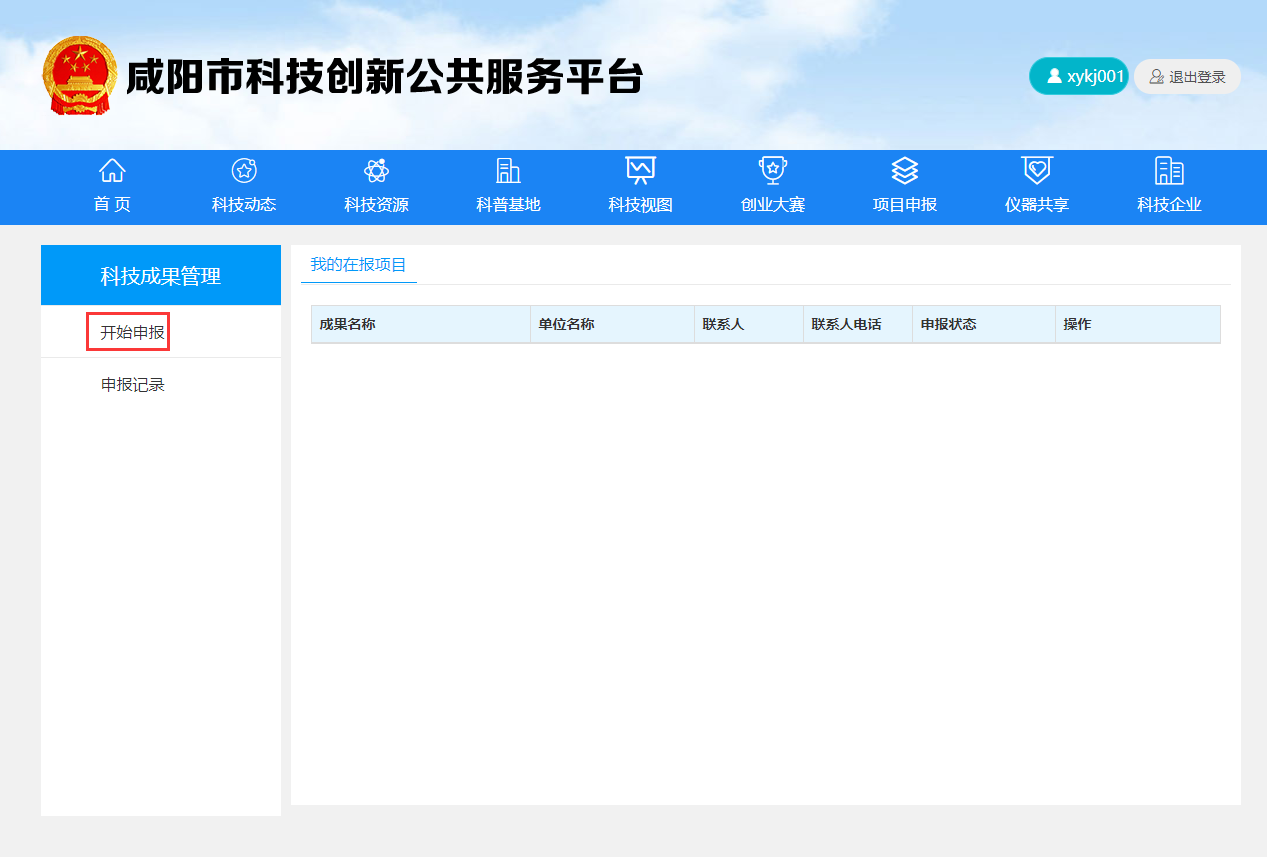 咸阳市科技创新公共服务平台
xykj001 退出登录
首 页 科技动态 科技资源 科普基地 科技视图 创业大赛 项目申报 仪器共享 科技企业
科技成果管理
开始申报
申报记录
我的在报项目
成果名称 单位名称 联系人 联系人电话 申报状态 操作